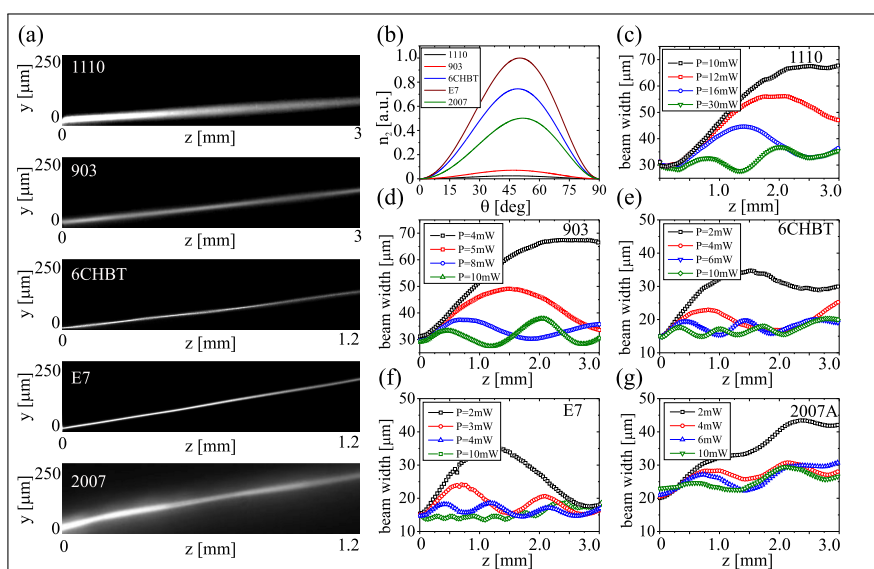 (a)
1110
250
y [µm]
0
0
z [mm]
3
903
250
y [µm]
0
0
z [mm]
3
6CHBT
250
y [µm]
0
0
z [mm]
1.2
E7
250
y [µm]
0
0
z [mm]
1.2
2007
250
y [µm]
0
0
z [mm]
1.2
(b)
1110
903
6CHBT
E7
2007
n2 [a.u.]
1.0
0.8
0.6
0.4
0.2
0
0 15 30 45 60 75 90
θ [deg]
(c)
1110
P=10mW
P=12mW
P=16mW
P=30mW
beam width [µm]
70
60
50
40
30
0 1.0 2.0 3.0
z [mm]
(d)
903
P=4mW
P=5mW
P=8mW
P=10mW
beam width [µm]
70
60
50
40
30
0 1.0 2.0 3.0
z [mm]
(e)
6CHBT
P=2mW
P=4mW
P=6mW
P=10mW
beam width [µm]
50
40
30
20
10
0 1.0 2.0 3.0
z [mm]
(f)
E7
P=2mW
P=3mW
P=4mW
P=10mW
beam width [µm]
50
40
30
20
10
0 1.0 2.0 3.0
z [mm]
(g)
2007A
2mW
4mW
6mW
10mW
beam width [µm]
50
40
30
20
10
0 1.0 2.0 3.0
z [mm]